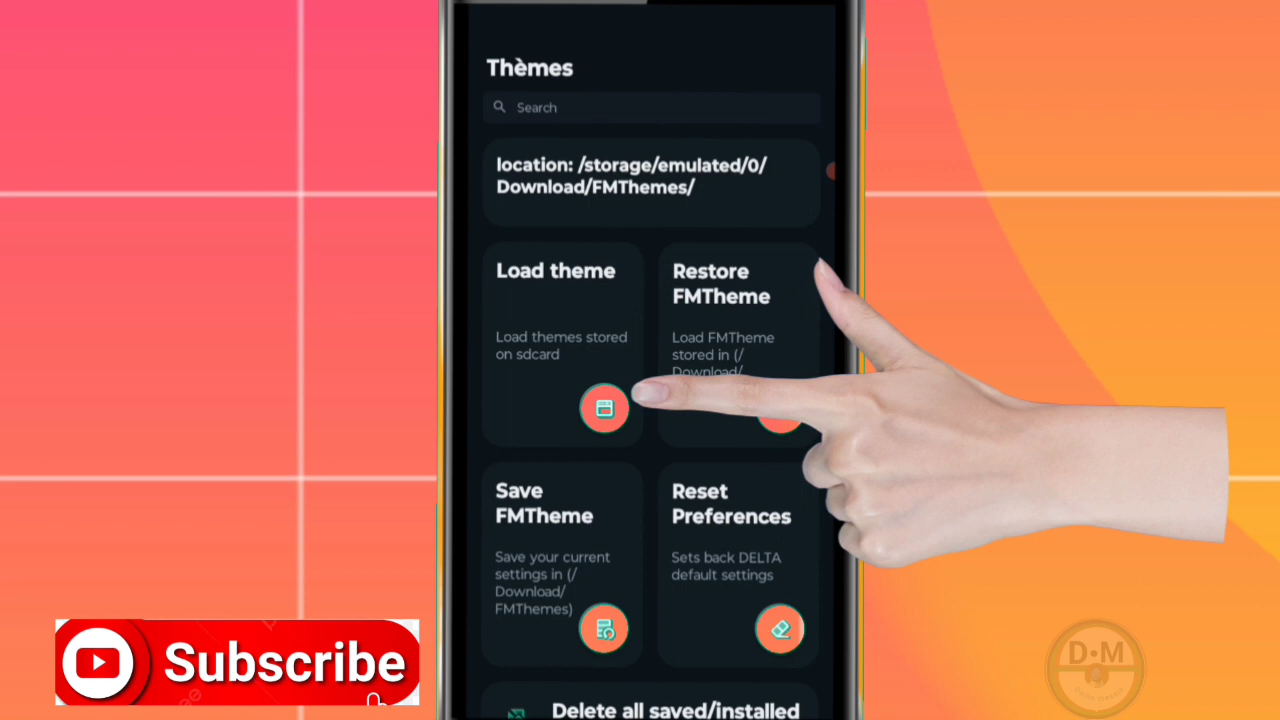 Thèmes
Search
location: /storage/emulated/0/
Download/FMThemes/
Load theme
Load themes stored
on sdcard
Restore
FMTheme
Load FMTheme
stored in (/
Download/
Save
FMTheme
Save your current
settings in (/
Download/
FMThemes)
Reset
Preferences
Sets back DELTA
default settings
Delete all saved/installed
Subscribe
D•M